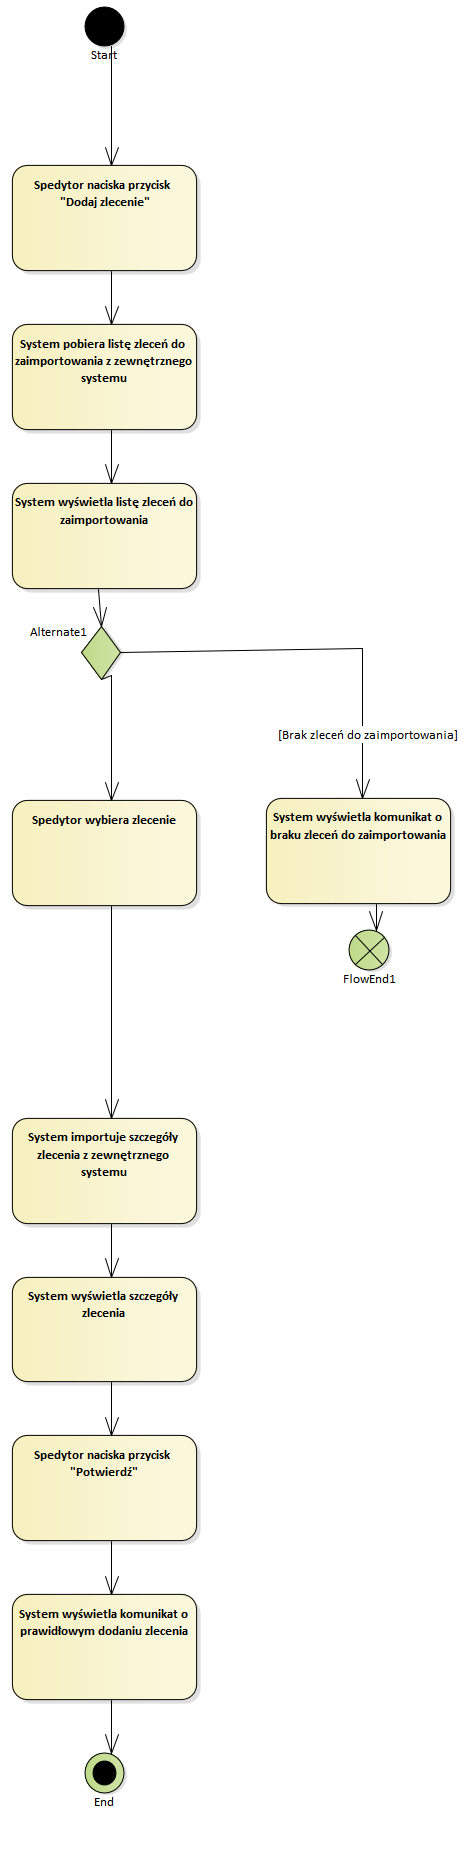 Start
Spedytor naciska przycisk
"Dodaj zlecenie"
System pobiera listę zleceń do
zaimportowania z zewnętrznego
systemu
System wyświetla listę zleceń do
zaimportowania
Alternate1
[Brak zleceń do zaimportowania]
Spedytor wybiera zlecenie
System wyświetla komunikat o
braku zleceń do zaimportowania
FlowEnd1
System importuje szczegóły
zlecenia z zewnętrznego
systemu
System wyświetla szczegóły
zlecenia
Spedytor naciska przycisk
"Potwierdź"
System wyświetla komunikat o
prawidłowym dodaniu zlecenia
End